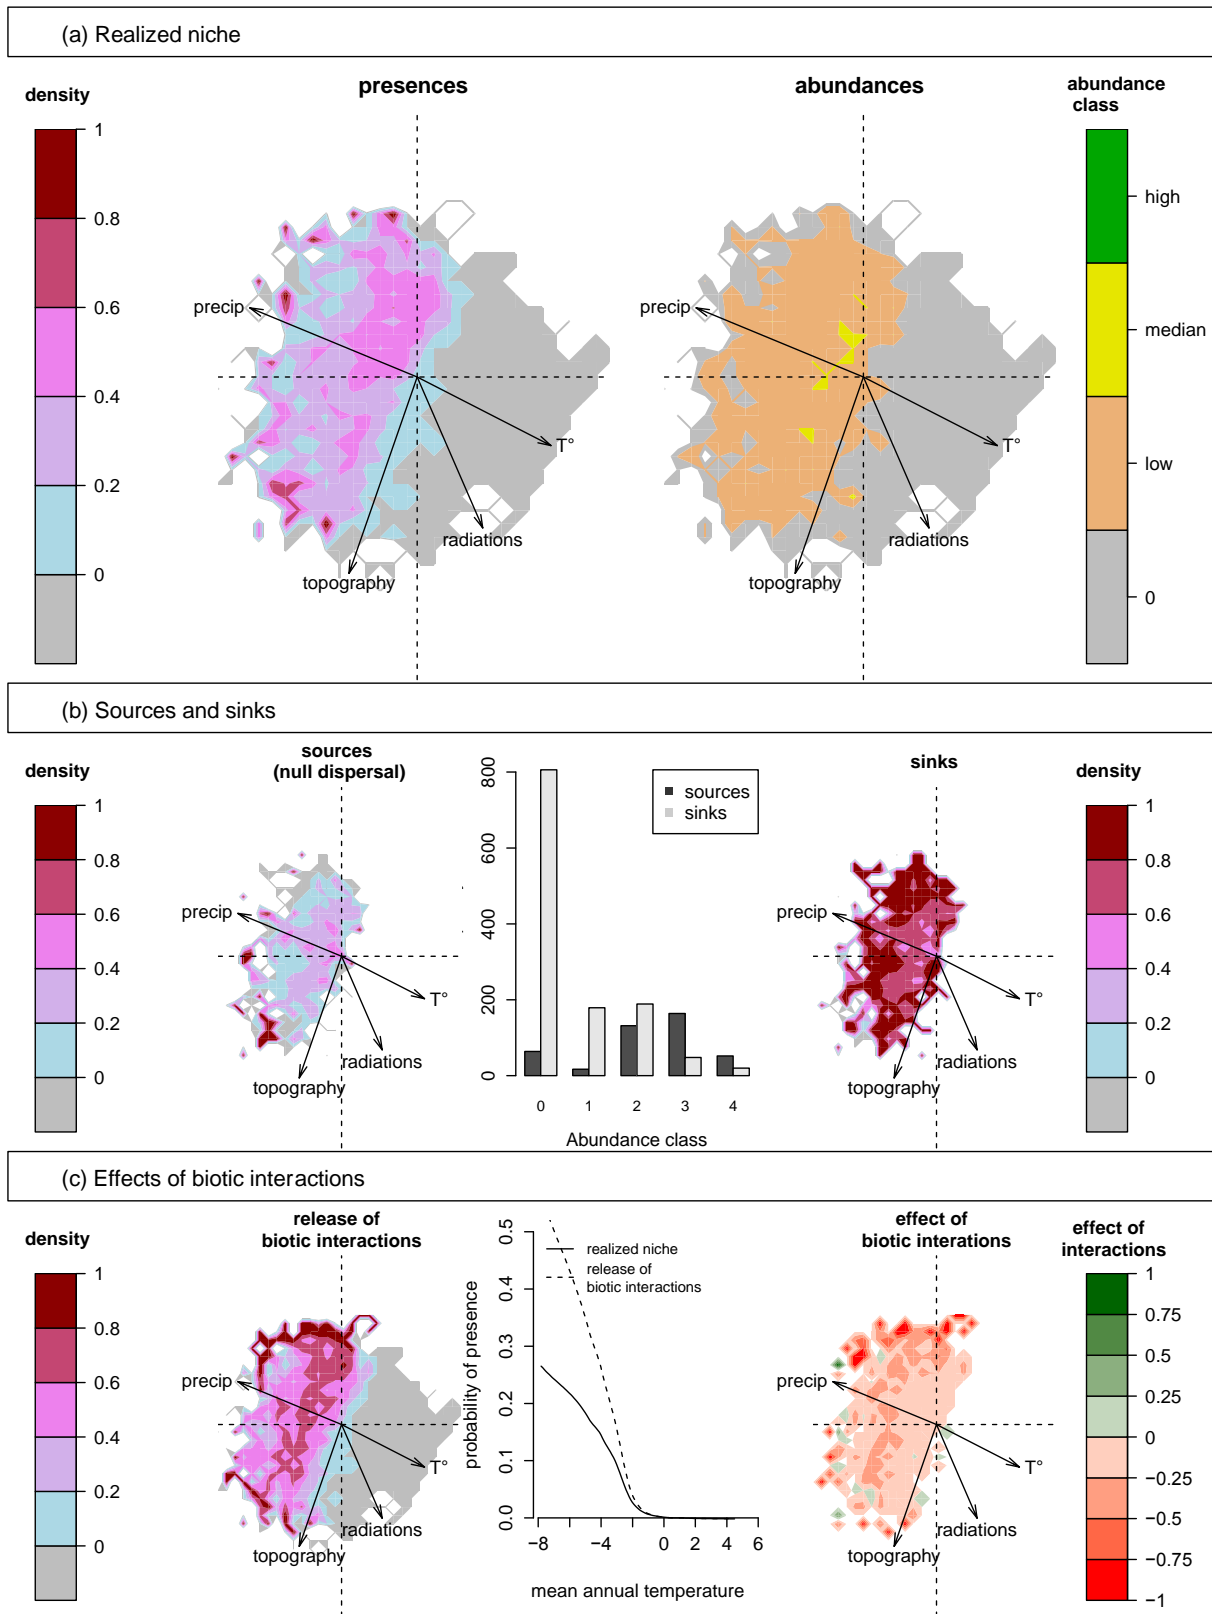 (a) Realized niche
density
presences
abundances
abundance
class
1
0.8
0.6
0.4
0.2
0
precip
T°
radiations
topography
precip
T°
radiations
topography
high
median
low
0
(b) Sources and sinks
density
sources
(null dispersal)
sinks
density
1
0.8
0.6
0.4
0.2
0
precip
T°
radiations
topography
800
600
400
200
0
sources
sinks
0 1 2 3 4
Abundance class
precip
T°
radiations
topography
1
0.8
0.6
0.4
0.2
0
(c) Effects of biotic interactions
density
release of
biotic interactions
effect of
biotic interations
effect of
interactions
1
0.8
0.6
0.4
0.2
0
precip
T°
radiations
topography
probability of presence
0.5
0.4
0.3
0.2
0.1
0.0
realized niche
release of
biotic interactions
−8 −4 0 2 4 6
mean annual temperature
precip
T°
radiations
topography
1
0.75
0.5
0.25
0
−0.25
−0.5
−0.75
−1